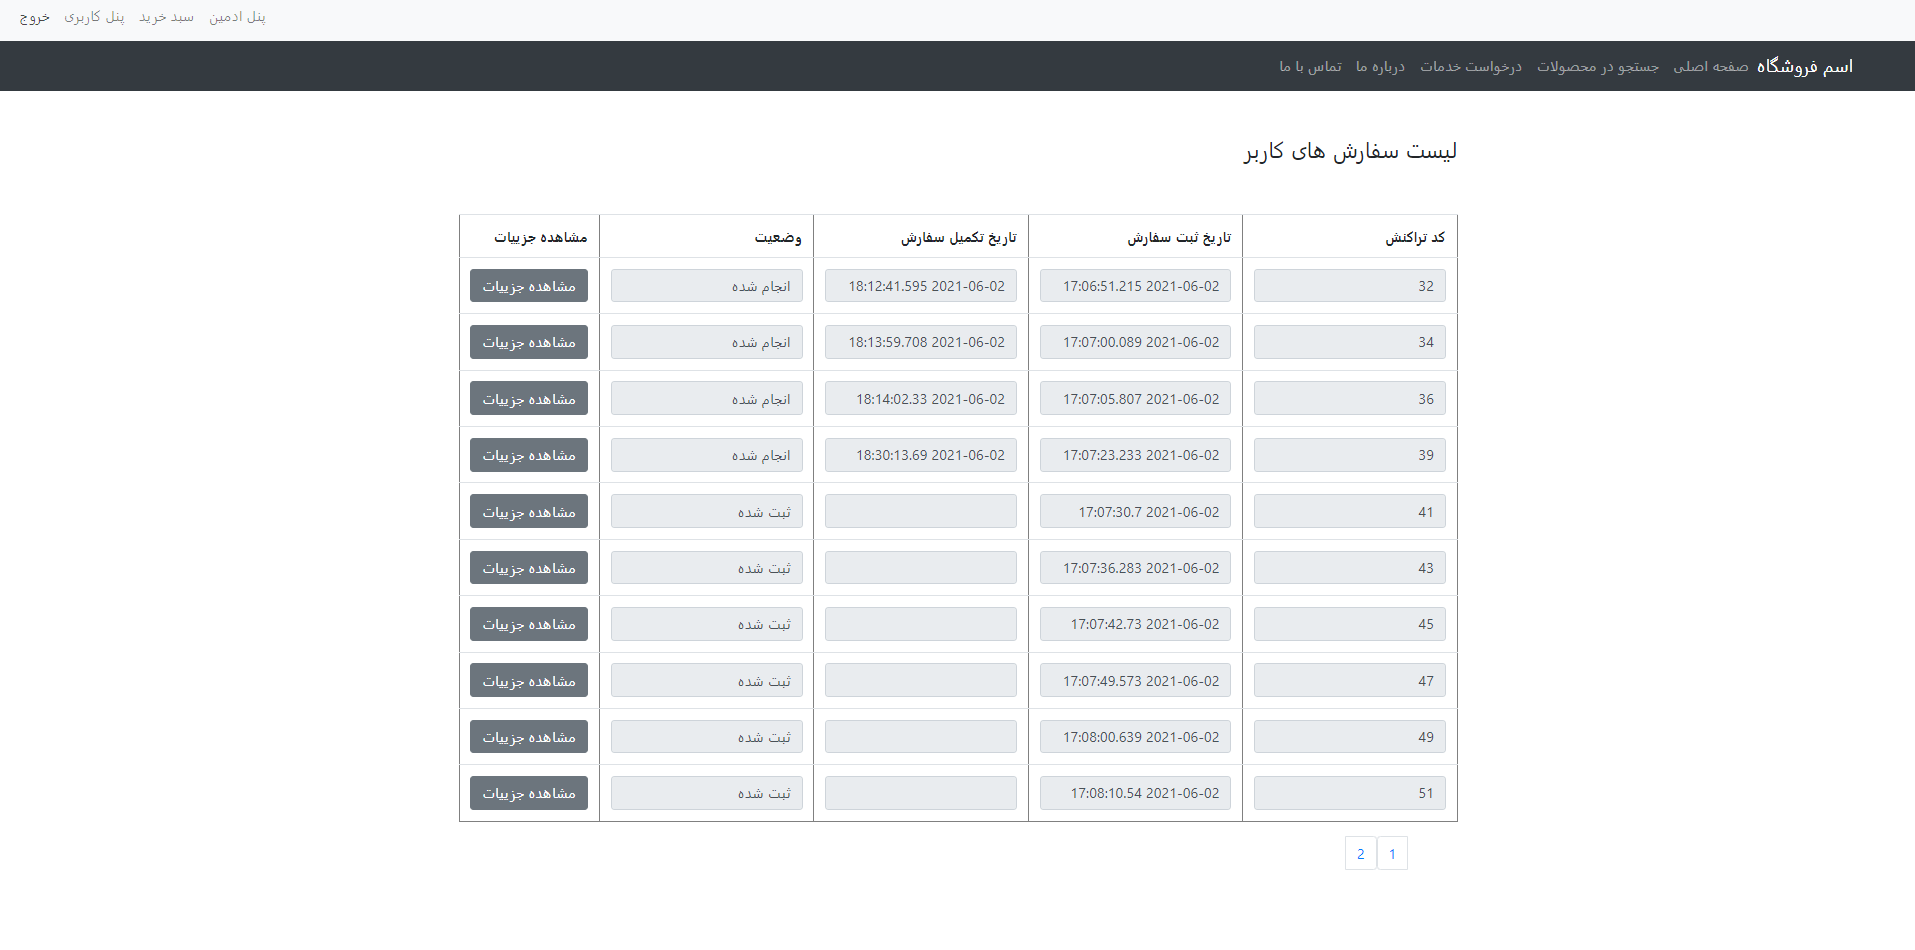 پنل ادمین سبد خرید پنل کاربری خروج
اسم فروشگاه صفحه اصلی جستجو در محصولات درخواست خدمات درباره ما تماس با ما
لیست سفارش های کاربر
کد تراکنش تاریخ ثبت سفارش تاریخ تکمیل سفارش وضعیت مشاهده جزییات
32 2021-06-02 17:06:51.215 2021-06-02 18:12:41.595 انجام شده مشاهده جزییات
34 2021-06-02 17:07:00.089 2021-06-02 18:13:59.708 انجام شده مشاهده جزییات
36 2021-06-02 17:07:05.807 2021-06-02 18:14:02.33 انجام شده مشاهده جزییات
39 2021-06-02 17:07:23.233 2021-06-02 18:30:13.69 انجام شده مشاهده جزییات
41 2021-06-02 17:07:30.7 ثبت شده مشاهده جزییات
43 2021-06-02 17:07:36.283 ثبت شده مشاهده جزییات
45 2021-06-02 17:07:42.73 ثبت شده مشاهده جزییات
47 2021-06-02 17:07:49.573 ثبت شده مشاهده جزییات
49 2021-06-02 17:08:00.639 ثبت شده مشاهده جزییات
51 2021-06-02 17:08:10.54 ثبت شده مشاهده جزییات
1 2